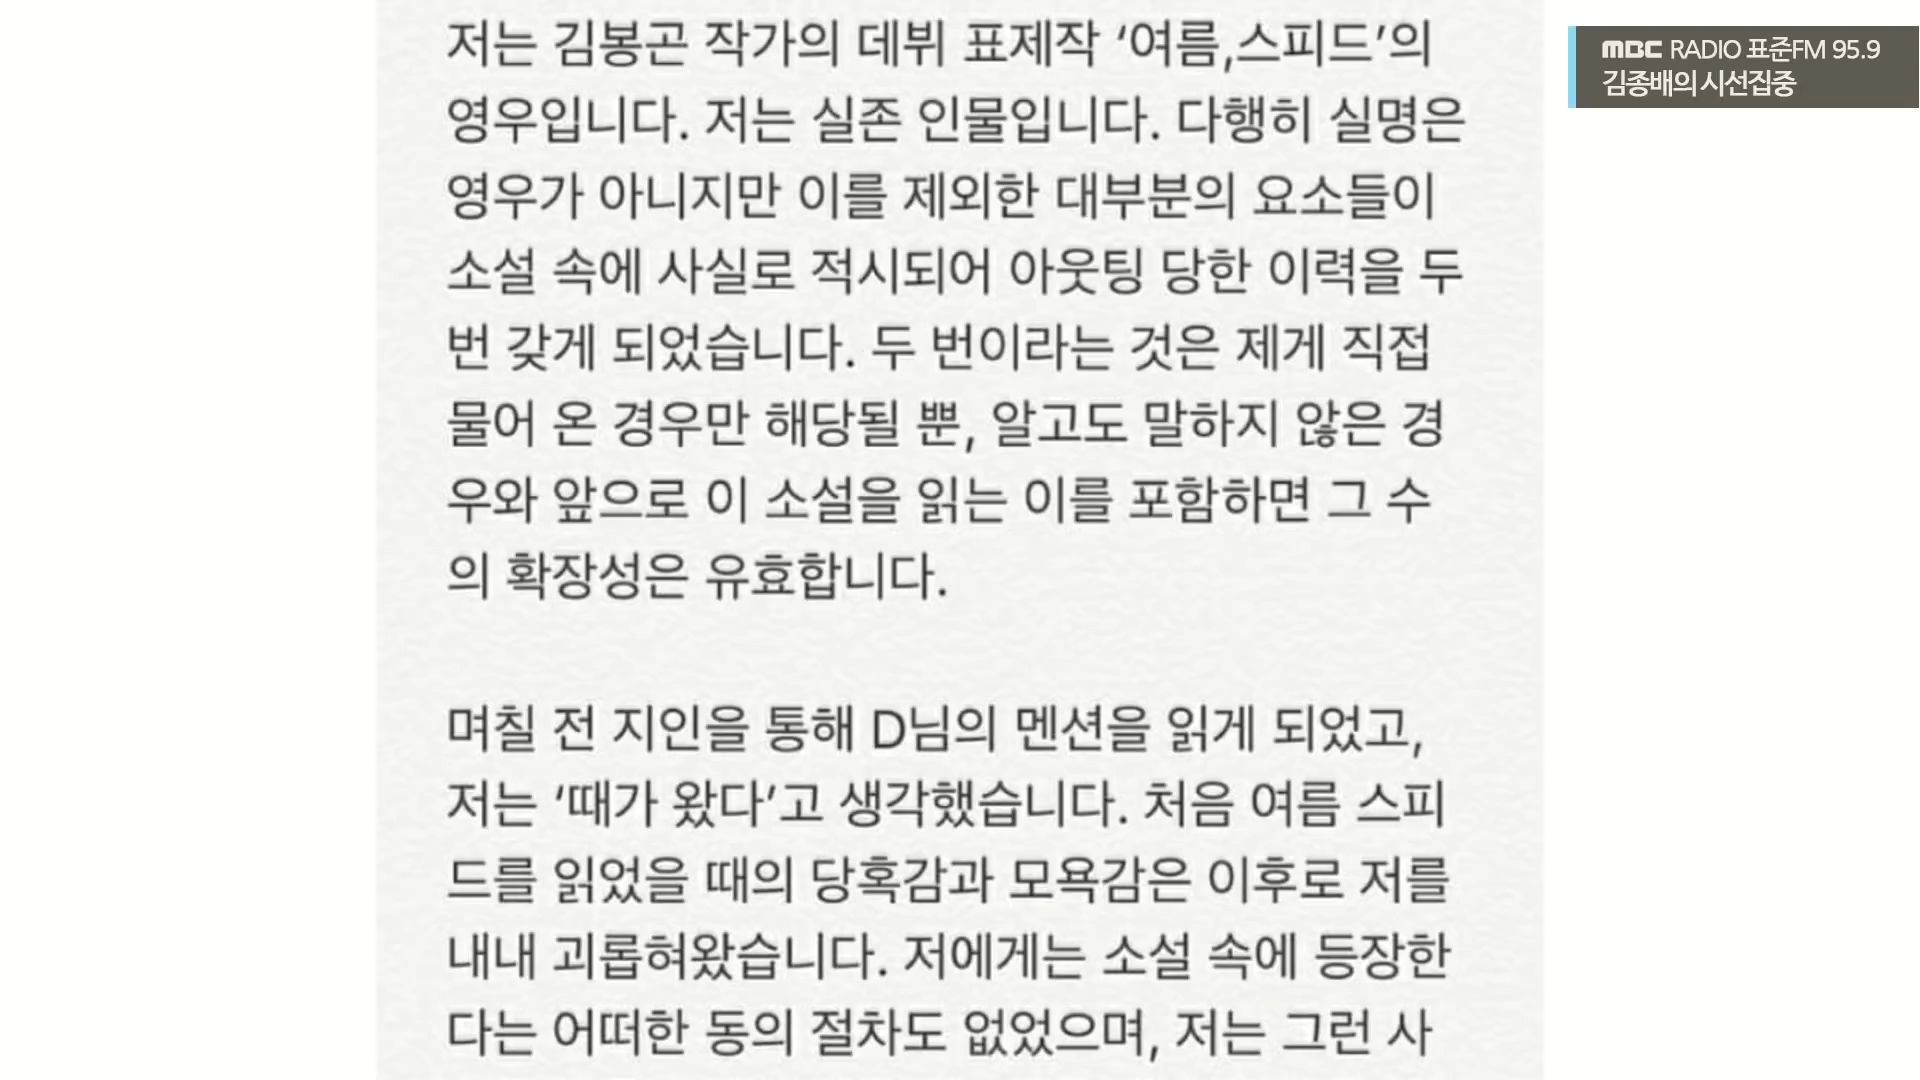 저는 김봉곤 작가의 데뷔 표제작 ‘여름,스피드’의
영우입니다. 저는 실존 인물입니다. 다행히 실명은
영우가 아니지만 이를 제외한 대부분의 요소들이
소설 속에 사실로 적시되어 아웃팅 당한 이력을 두
번 갖게 되었습니다. 두 번이라는 것은 제게 직접
물어 온 경우만 해당될 뿐, 알고도 말하지 않은 경
우와 앞으로 이 소설을 읽는 이를 포함하면 그 수
의 확장성은 유효합니다.
며칠 전 지인을 통해 D님의 멘션을 읽게 되었고,
저는 ‘때가 왔다’고 생각했습니다. 처음 여름 스피
드를 읽었을 때의 당혹감과 모욕감은 이후로 저를
내내 괴롭혀왔습니다. 저에게는 소설 속에 등장한
다는 어떠한 동의 절차도 없었으며, 저는 그런 사
MBC RADIO 표준FM 95.9
김종배의 시선집중